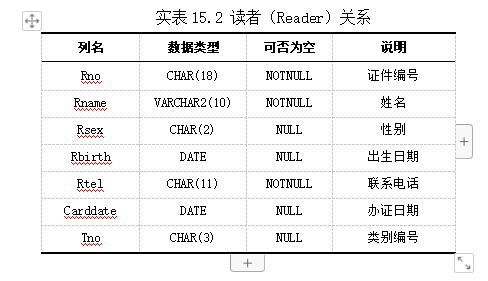 实表 15.2 读者（Reader）关系
列名 数据类型 可否为空 说明
Rno CHAR(18) NOTNULL 证件编号
Rname VARCHAR2(10) NOTNULL 姓名
Rsex CHAR(2) NULL 性别
Rbirth DATE NULL 出生日期
Rtel CHAR(11) NOTNULL 联系电话
Carddate DATE NULL 办证日期
Tno CHAR(3) NULL 类别编号